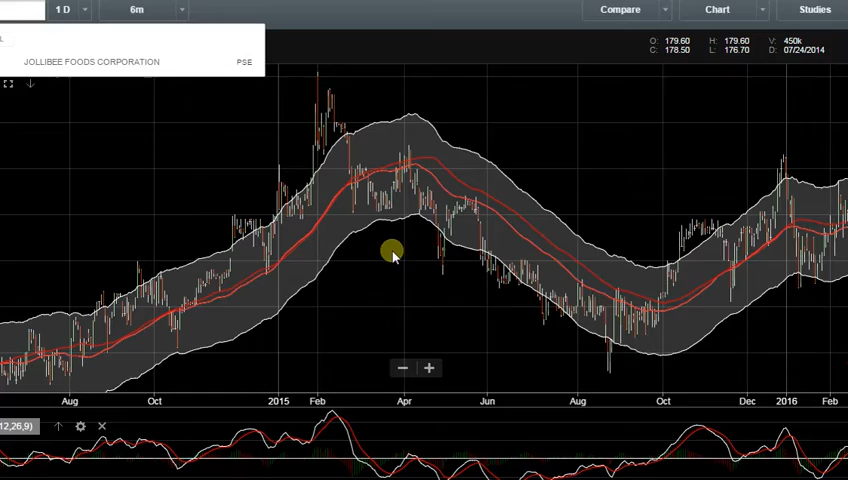 1 D 6m Compare Chart Studies
O: 179.60 H: 179.60 V: 450k
C: 178.50 L: 176.70 D: 07/24/2014
JOLLIBEE FOODS CORPORATION PSE
Aug Oct 2015 Feb Apr Jun Aug Oct Dec 2016 Feb
12,26,9)